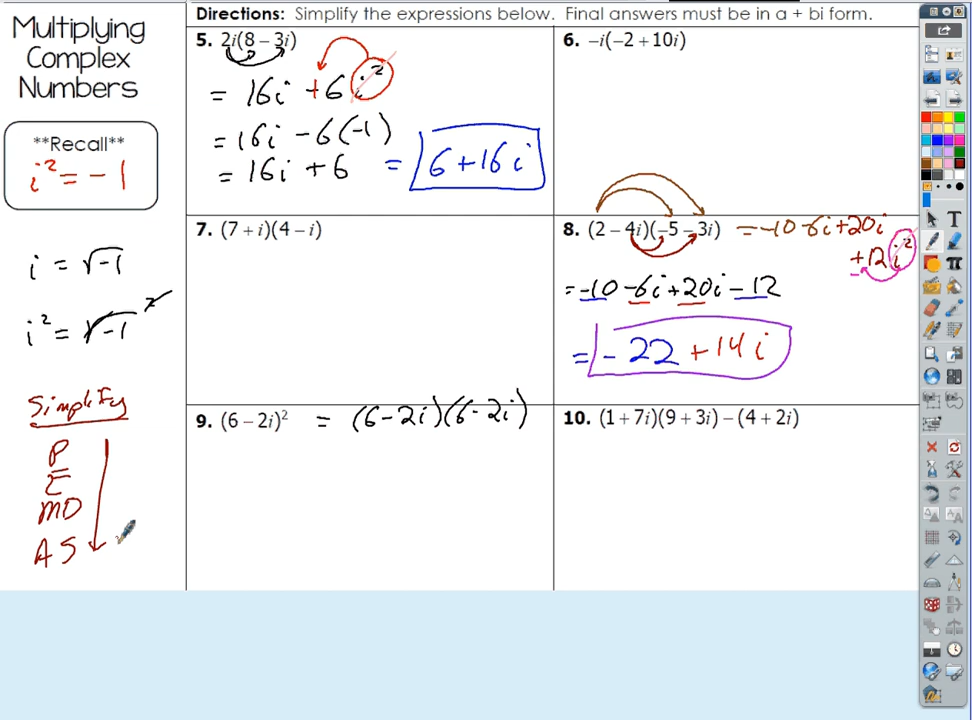 Multiplying
Complex
Numbers
**Recall**
i² = -1
i = √-1
i² = √-1²
Simplify
P
E
MD
AS
Directions: Simplify the expressions below. Final answers must be in a + bi form.
5. 2i(8 – 3i)
= 16i + 6i²
= 16i - 6(-1)
= 16i + 6 = 6 + 16i
6. –i(–2 + 10i)
7. (7 + i)(4 – i)
8. (2 – 4i)(–5 – 3i) = -10 - 6i + 20i
+ 12i²
= -10 - 6i + 20i - 12
= -22 + 14i
9. (6 – 2i)² = (6 - 2i)(6 - 2i)
10. (1 + 7i)(9 + 3i) – (4 + 2i)